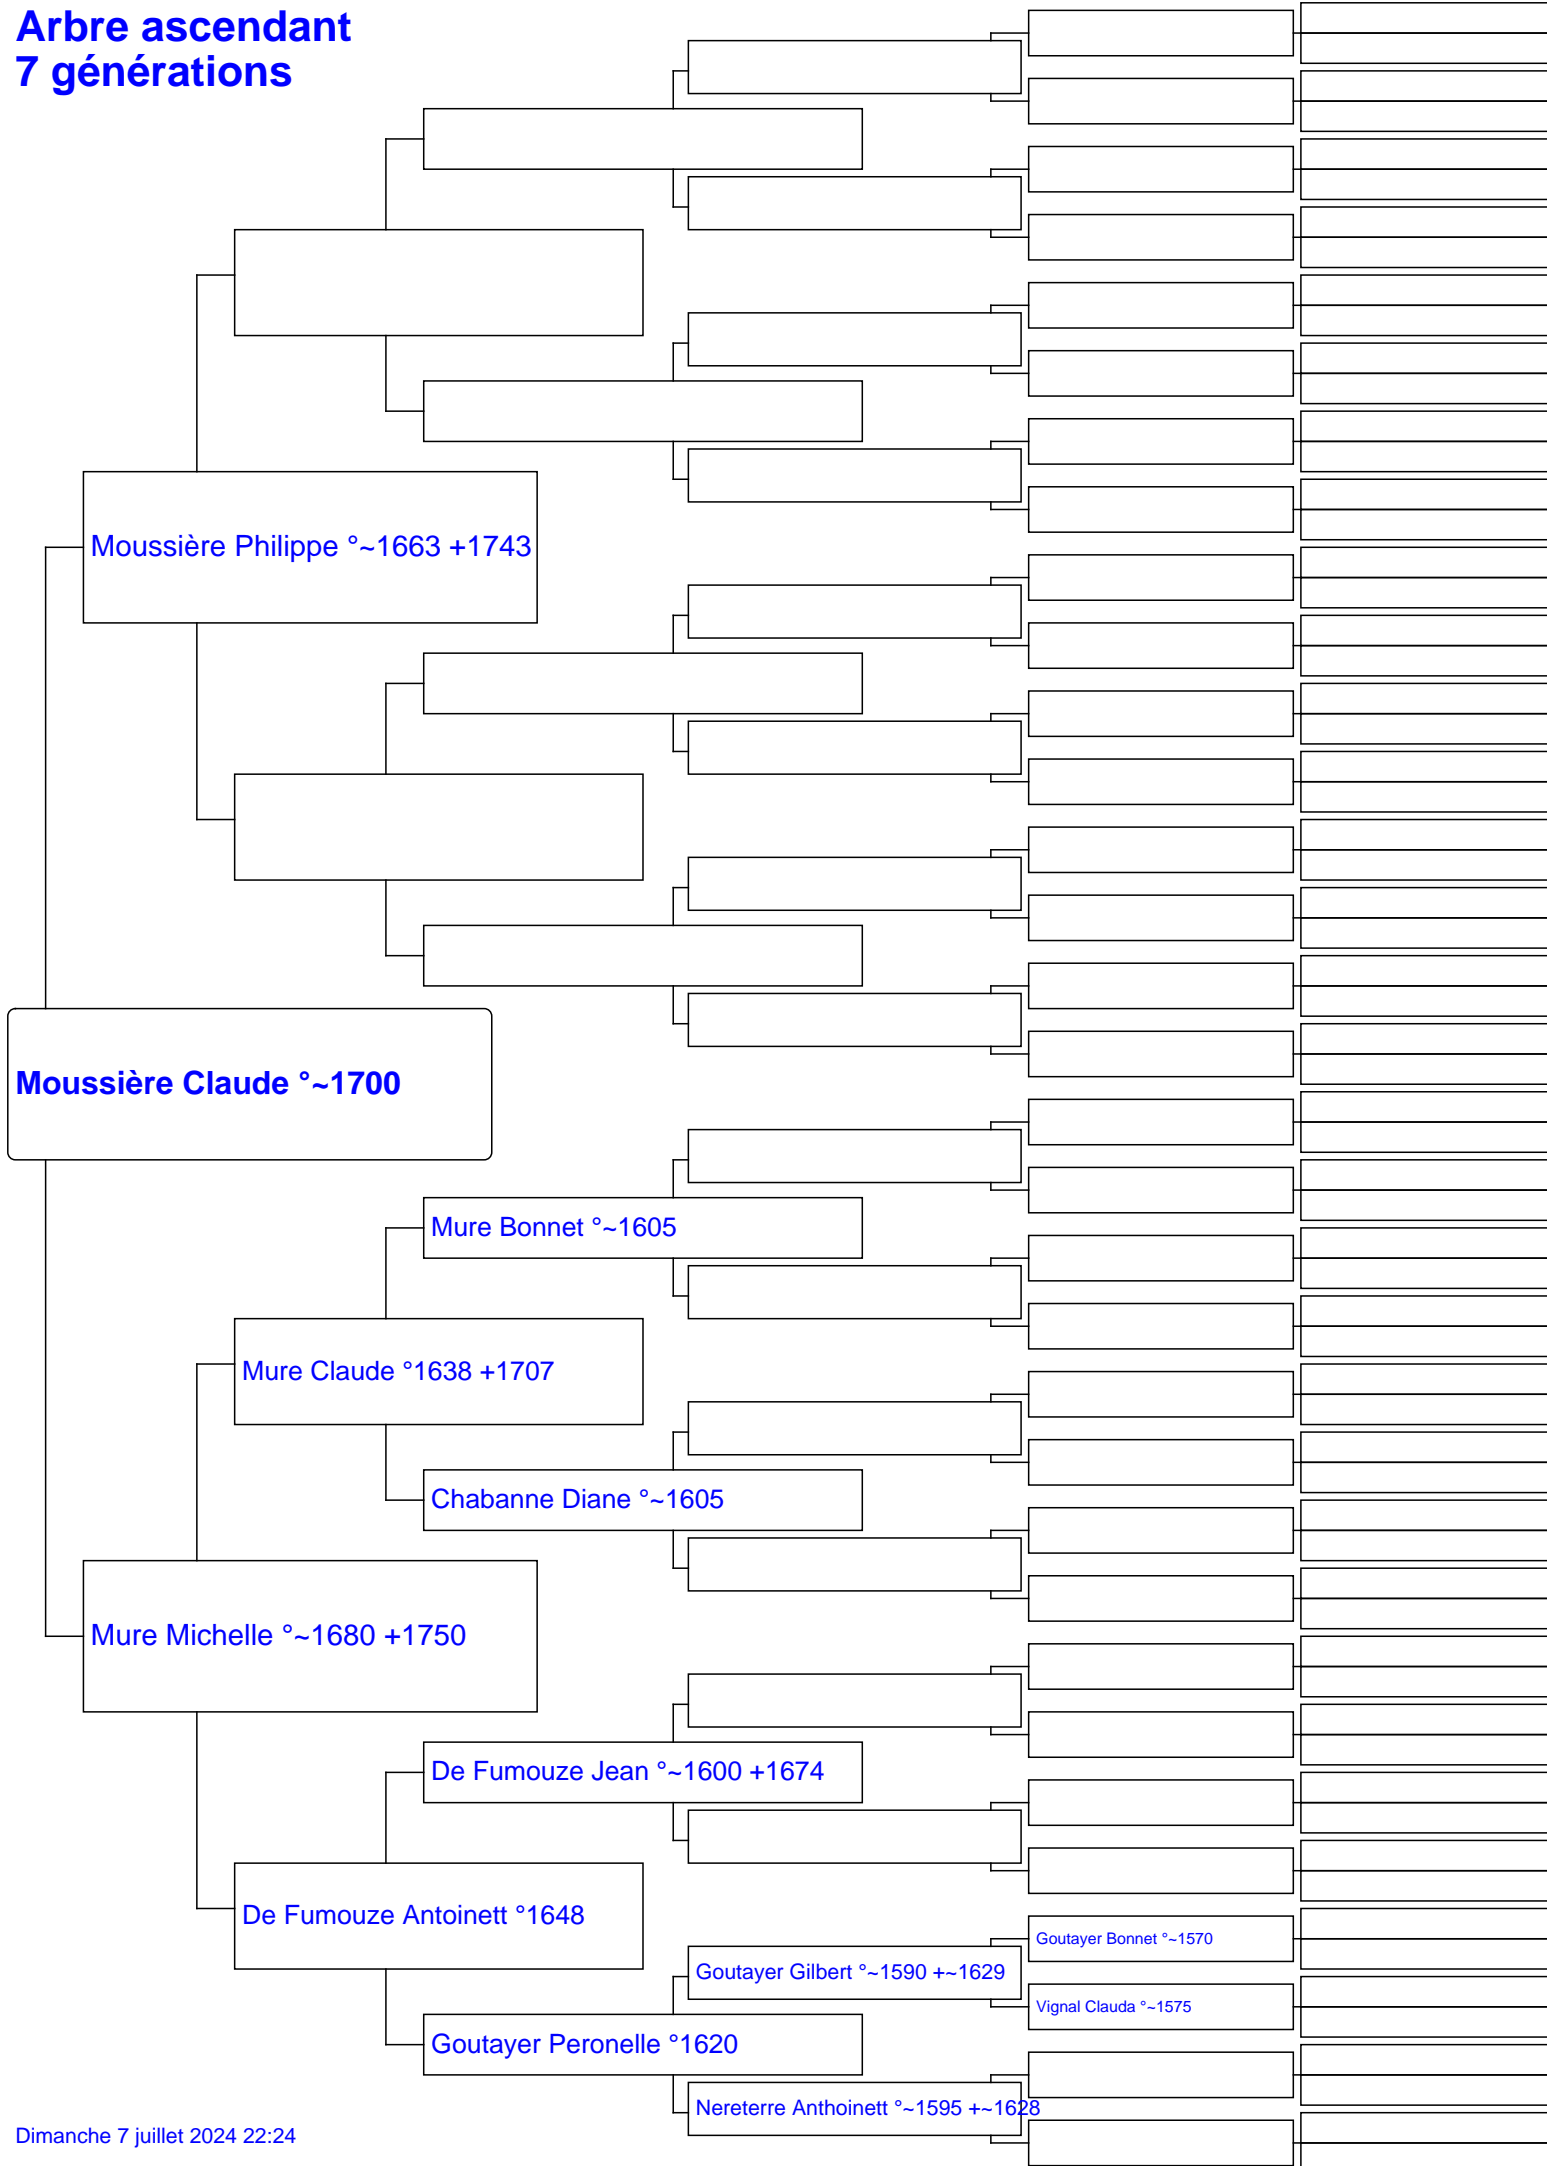 Arbre ascendant
7 générations
Moussière Philippe °~1663 +1743
Moussière Claude °~1700
Mure Bonnet °~1605
Mure Claude °1638 +1707
Chabanne Diane °~1605
Mure Michelle °~1680 +1750
De Fumouze Jean °~1600 +1674
De Fumouze Antoinett °1648
Goutayer Bonnet °~1570
Goutayer Gilbert °~1590 +~1629
Vignal Clauda °~1575
Goutayer Peronelle °1620
Nereterre Anthoinett °~1595 +~1628
Dimanche 7 juillet 2024 22:24